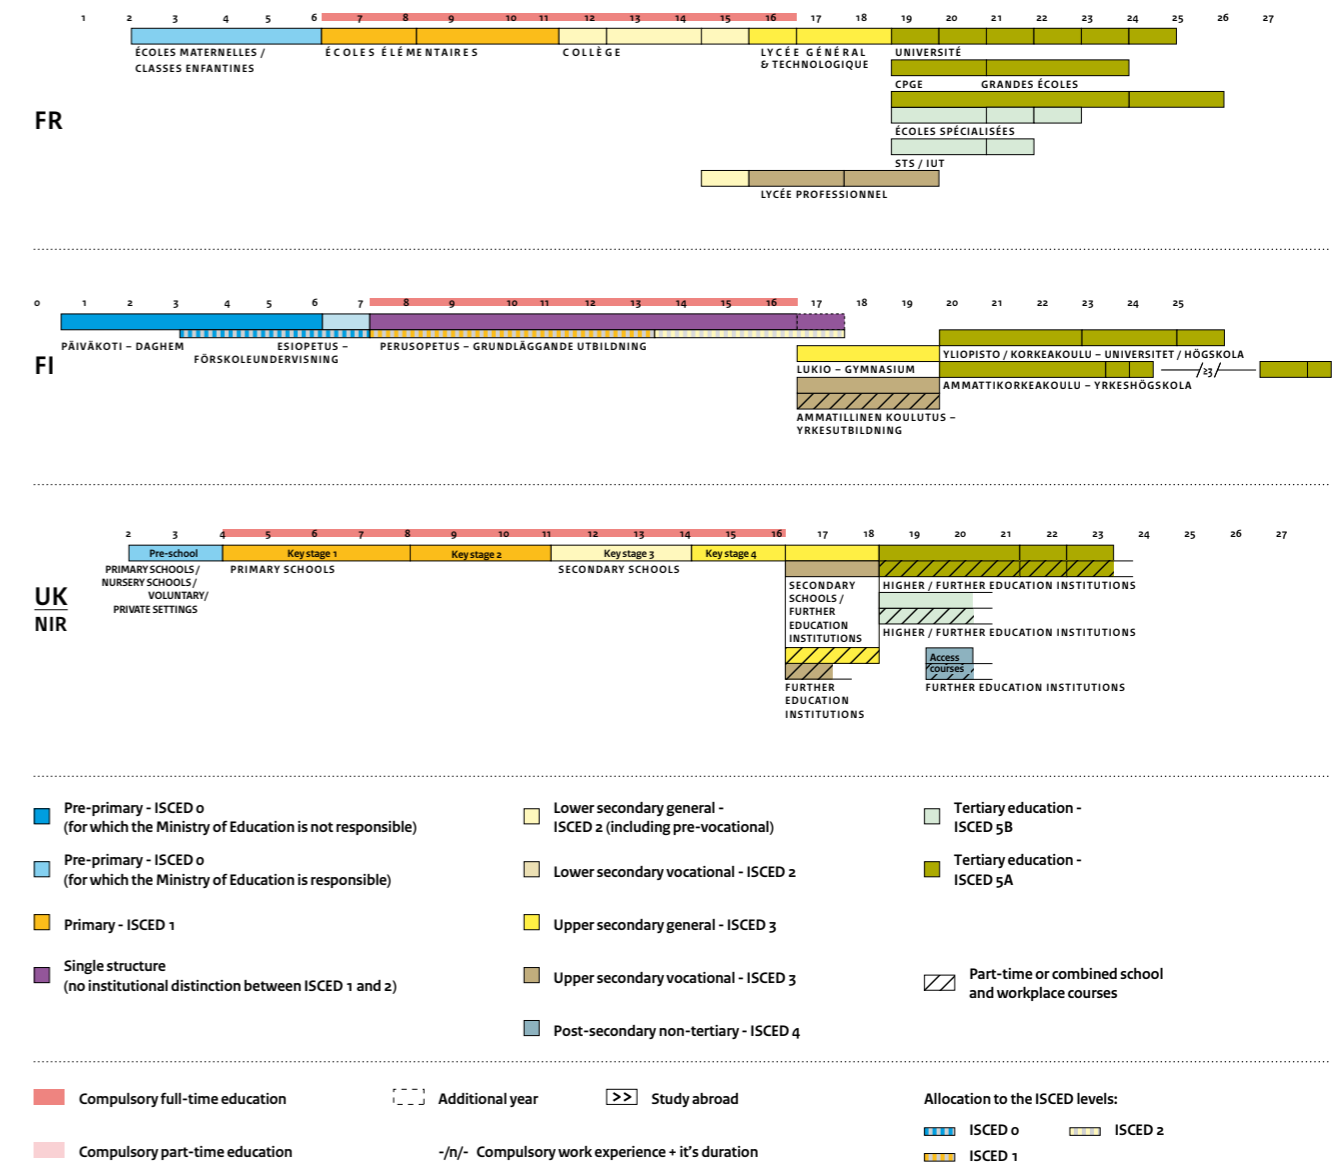 1 2 3 4 5 6 7 8 9 10 11 12 13 14 15 16 17 18 19 20 21 22 23 24 25 26 27
ÉCOLES MATERNELLES /
CLASSES ENFANTINES
ÉCOLES ÉLÉMENTAIRES
COLLÈGE
LYCÉE GÉNÉRAL
& TECHNOLOGIQUE
UNIVERSITÉ
CPGE GRANDES ÉCOLES
FR
ÉCOLES SPÉCIALISÉES
STS / IUT
LYCÉE PROFESSIONNEL
0 1 2 3 4 5 6 7 8 9 10 11 12 13 14 15 16 17 18 19 20 21 22 23 24 25
PÄIVÄKOTI – DAGHEM
ESIOPETUS –
FÖRSKOLEUNDERVISNING
PERUSOPETUS – GRUNDLÄGGANDE UTBILDNING
YLIOPISTO / KORKEAKOULU – UNIVERSITET / HÖGSKOLA
FI
LUKIO – GYMNASIUM
≥3
AMMATTIKORKEAKOULU – YRKESHÖGSKOLA
AMMATILLINEN KOULUTUS –
YRKESUTBILDNING
2 3 4 5 6 7 8 9 10 11 12 13 14 15 16 17 18 19 20 21 22 23 24 25 26 27
Pre-school Key stage 1 Key stage 2 Key stage 3 Key stage 4
PRIMARY SCHOOLS /
NURSERY SCHOOLS /
VOLUNTARY/
PRIVATE SETTINGS
PRIMARY SCHOOLS
SECONDARY SCHOOLS
UK
NIR
SECONDARY
SCHOOLS /
FURTHER
EDUCATION
INSTITUTIONS
HIGHER / FURTHER EDUCATION INSTITUTIONS
HIGHER / FURTHER EDUCATION INSTITUTIONS
Access
courses
FURTHER
EDUCATION
INSTITUTIONS
FURTHER EDUCATION INSTITUTIONS
Pre-primary - ISCED 0
(for which the Ministry of Education is not responsible)
Pre-primary - ISCED 0
(for which the Ministry of Education is responsible)
Primary - ISCED 1
Single structure
(no institutional distinction between ISCED 1 and 2)
Lower secondary general -
ISCED 2 (including pre-vocational)
Lower secondary vocational - ISCED 2
Upper secondary general - ISCED 3
Upper secondary vocational - ISCED 3
Post-secondary non-tertiary - ISCED 4
Tertiary education -
ISCED 5B
Tertiary education -
ISCED 5A
Part-time or combined school
and workplace courses
Compulsory full-time education
Additional year
>> Study abroad
Compulsory part-time education
-/n/- Compulsory work experience + it's duration
Allocation to the ISCED levels:
ISCED 0 ISCED 2
ISCED 1